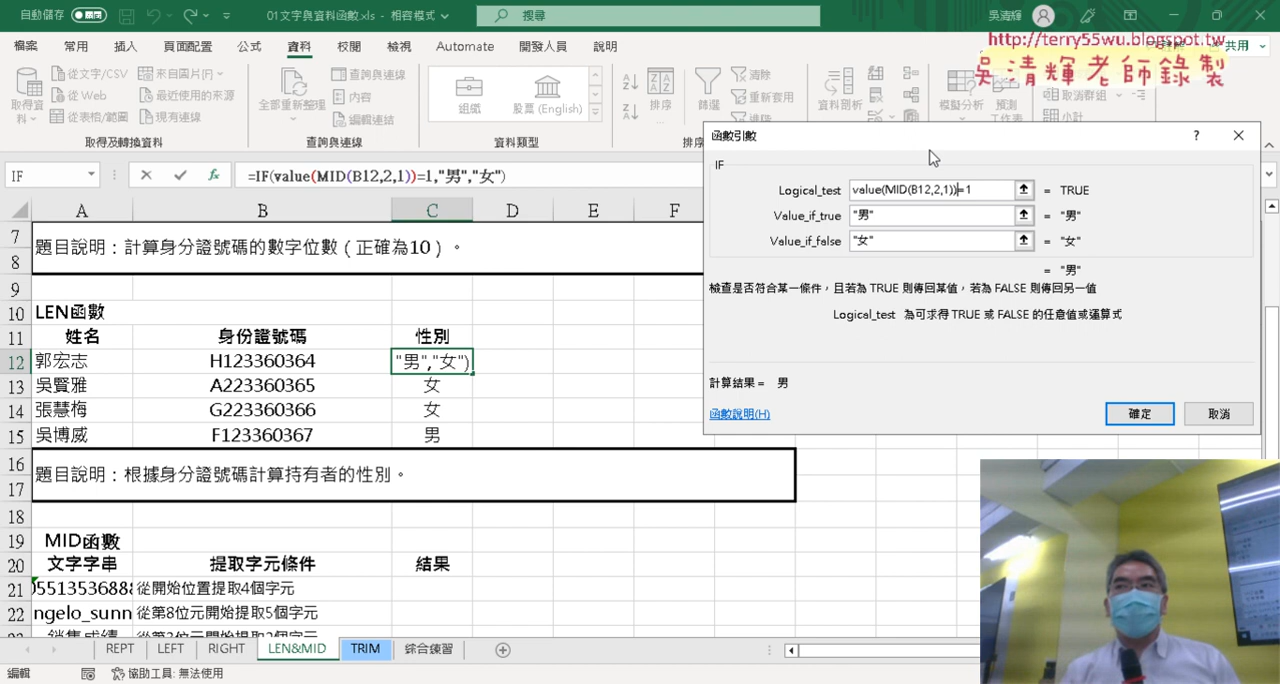 自動儲存
01文字與資料函數.xls - 相容模式
搜尋
吳清輝
檔案 常用 插入 頁面配置 公式 資料 校閱 檢視 Automate 開發人員 說明
共用
http://terry55wu.blogspot.tw
吳清輝老師錄製
從文字/CSV
從 Web
從表格/範圍
來自圖片
最近使用的來源
現有連線
取得及轉換資料
全部重新整理
查詢與連線
內容
編輯連結
查詢與連線
組織
股票 (English)
資料類型
排序
篩選
清除
重新套用
資料剖析
模擬分析
預測
工作表
取消群組
小計
IF
=IF(value(MID(B12,2,1))=1,"男","女")
A B C D E F
7 題目說明：計算身分證號碼的數字位數（正確為10）。
8
9
10 LEN函數
11 姓名 身份證號碼 性別
12 郭宏志 H123360364 "男","女")
13 吳賢雅 A223360365 女
14 張慧梅 G223360366 女
15 吳博威 F123360367 男
16 題目說明：根據身分證號碼計算持有者的性別。
17
18
19 MID函數
20 文字字串 提取字元條件 結果
21 05513536888 從開始位置提取4個字元
22 ngelo_sunn 從第8位元開始提取5個字元
銷售成績 從第3位元開始提取2個字元
函數引數
IF
Logical_test value(MID(B12,2,1))=1 = TRUE
Value_if_true "男" = "男"
Value_if_false "女" = "女"
= "男"
檢查是否符合某一條件，且若為 TRUE 則傳回某值，若為 FALSE 則傳回另一值
Logical_test 為可求得 TRUE 或 FALSE 的任意值或運算式
計算結果 = 男
函數說明(H)
確定 取消
REPT LEFT RIGHT LEN&MID TRIM 綜合練習
編輯
協助工具: 無法使用